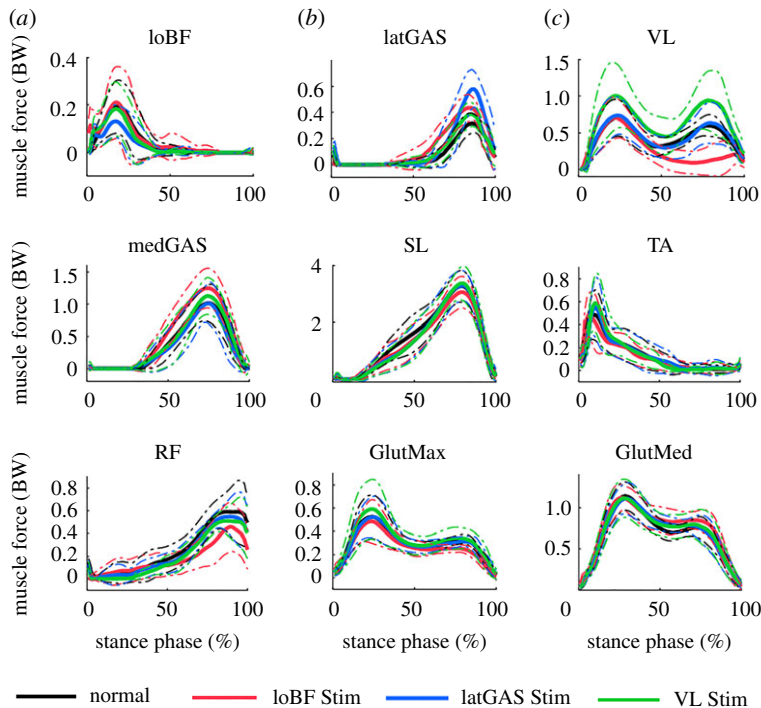 (a) (b) (c)
loBF latGAS VL
muscle force (BW)
0.4
0.2
0
0 50 100
0.8
0.6
0.4
0.2
0
0 50 100
1.5
1.0
0.5
0
0 50 100
medGAS SL TA
muscle force (BW)
1.5
1.0
0.5
0
0 50 100
4
2
0
0 50 100
0.8
0.6
0.4
0.2
0
0 100
RF GlutMax GlutMed
muscle force (BW)
0.8
0.6
0.4
0.2
0
0 50 100
0.8
0.6
0.4
0.2
0
0 50 100
1.0
0.5
0 50 100
stance phase (%) stance phase (%) stance phase (%)
normal loBF Stim latGAS Stim VL Stim